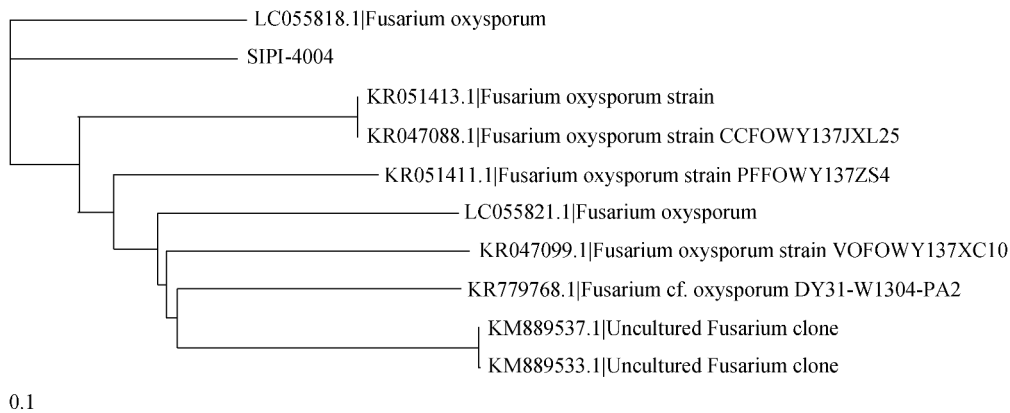 LC055818.1|Fusarium oxysporum
SIPI-4004
KR051413.1|Fusarium oxysporum strain
KR047088.1|Fusarium oxysporum strain CCFOWY137JXL25
KR051411.1|Fusarium oxysporum strain PFFOWY137ZS4
LC055821.1|Fusarium oxysporum
KR047099.1|Fusarium oxysporum strain VOFOWY137XC10
KR779768.1|Fusarium cf. oxysporum DY31-W1304-PA2
KM889537.1|Uncultured Fusarium clone
KM889533.1|Uncultured Fusarium clone
0.1